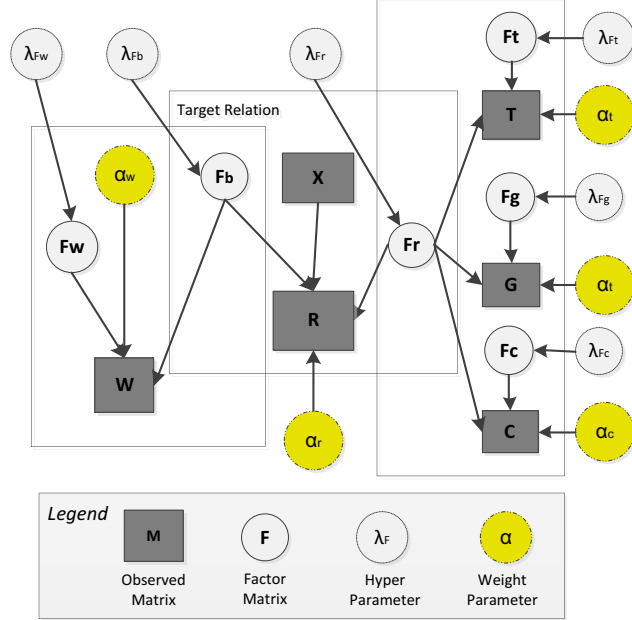 λFw
λFb
λFr
Ft
λFt
Target Relation
T
αt
αw
Fb
X
Fg
λFg
Fw
Fr
G
αt
R
Fc
λFc
W
αr
C
αc
Legend
M
F
λF
α
Observed
Matrix
Factor
Matrix
Hyper
Parameter
Weight
Parameter